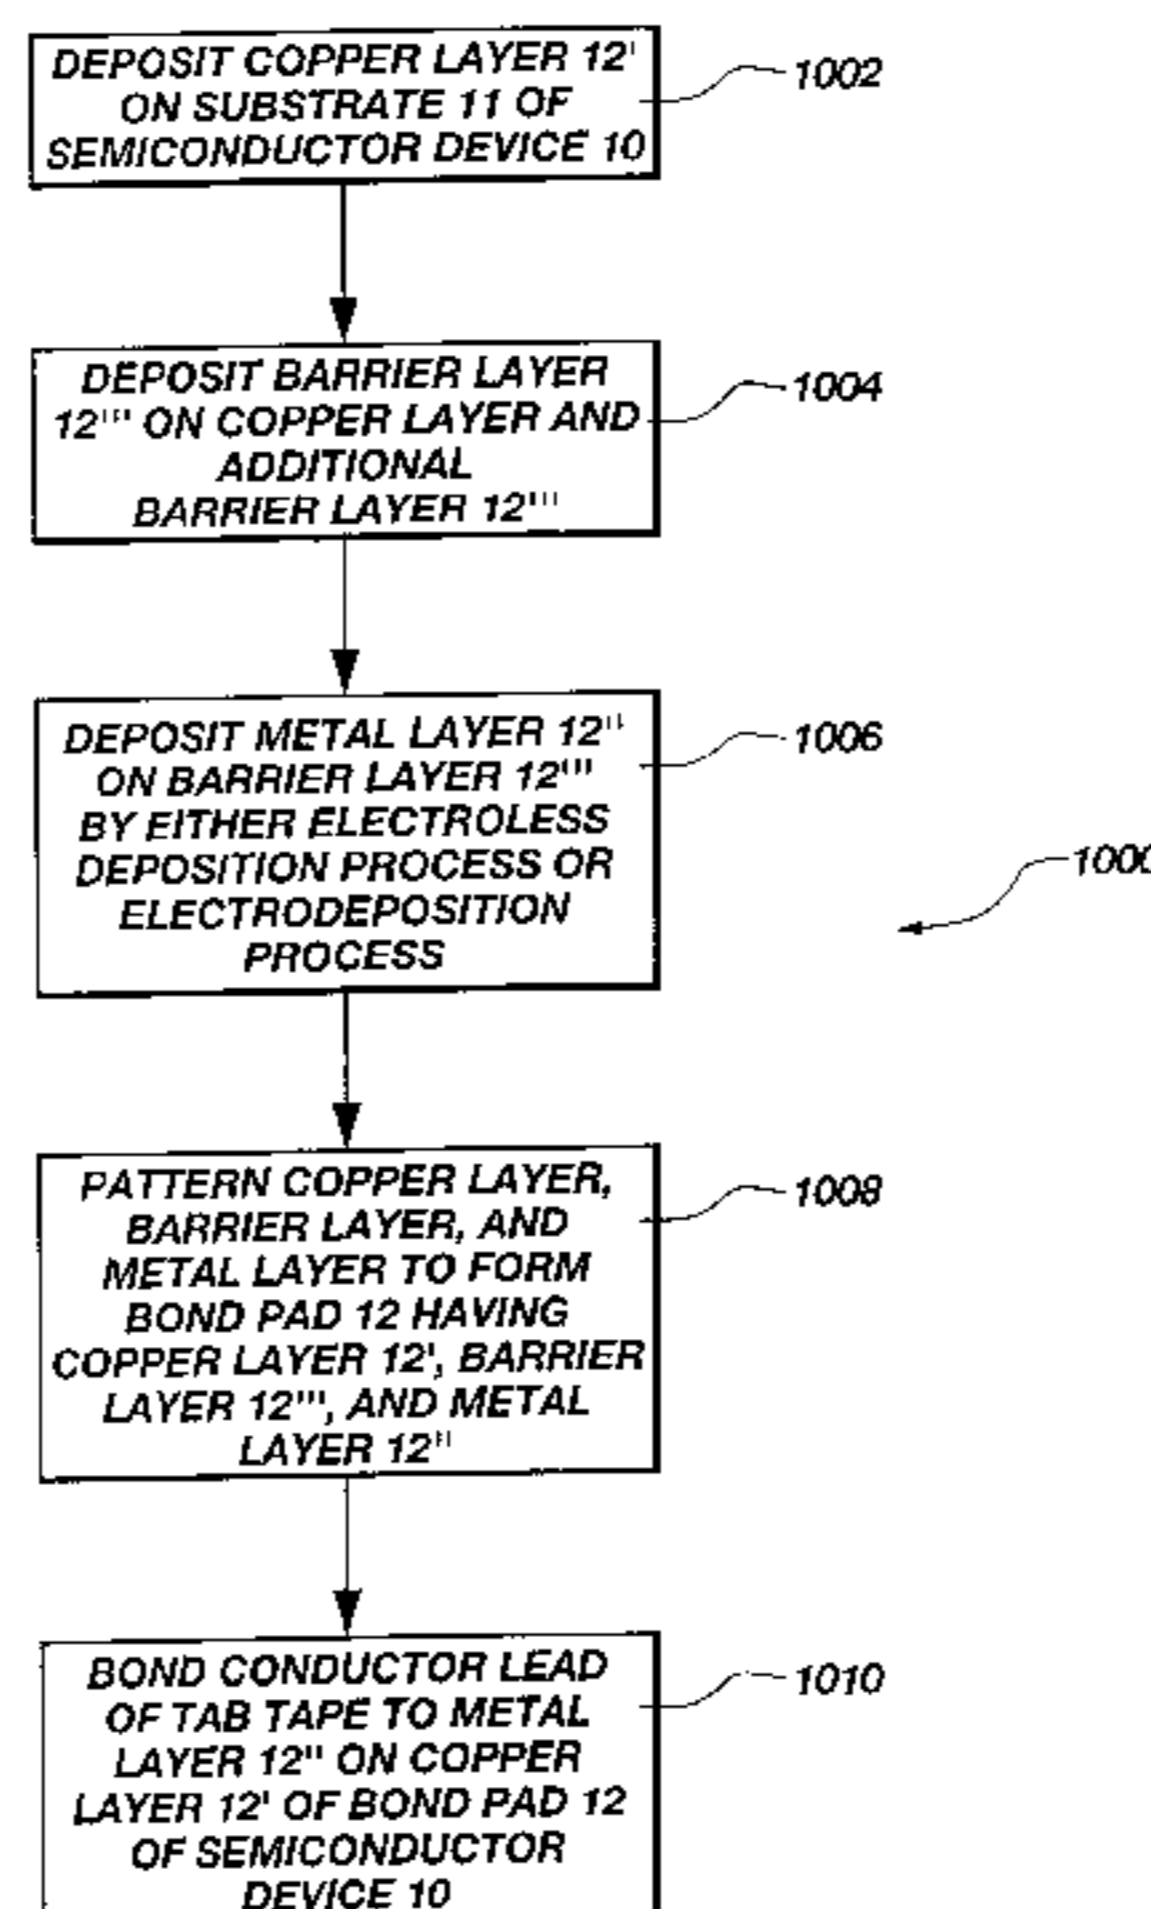 DEPOSIT COPPER LAYER 12'
ON SUBSTRATE 11 OF
SEMICONDUCTOR DEVICE 10
1002
DEPOSIT BARRIER LAYER
12''' ON COPPER LAYER AND
ADDITIONAL
BARRIER LAYER 12'''
1004
DEPOSIT METAL LAYER 12"
ON BARRIER LAYER 12'''
BY EITHER ELECTROLESS
DEPOSITION PROCESS OR
ELECTRODEPOSITION
PROCESS
1006
1000
PATTERN COPPER LAYER,
BARRIER LAYER, AND
METAL LAYER TO FORM
BOND PAD 12 HAVING
COPPER LAYER 12', BARRIER
LAYER 12''', AND METAL
LAYER 12"
1008
BOND CONDUCTOR LEAD
OF TAB TAPE TO METAL
LAYER 12" ON COPPER
LAYER 12' OF BOND PAD 12
OF SEMICONDUCTOR
DEVICE 10
1010